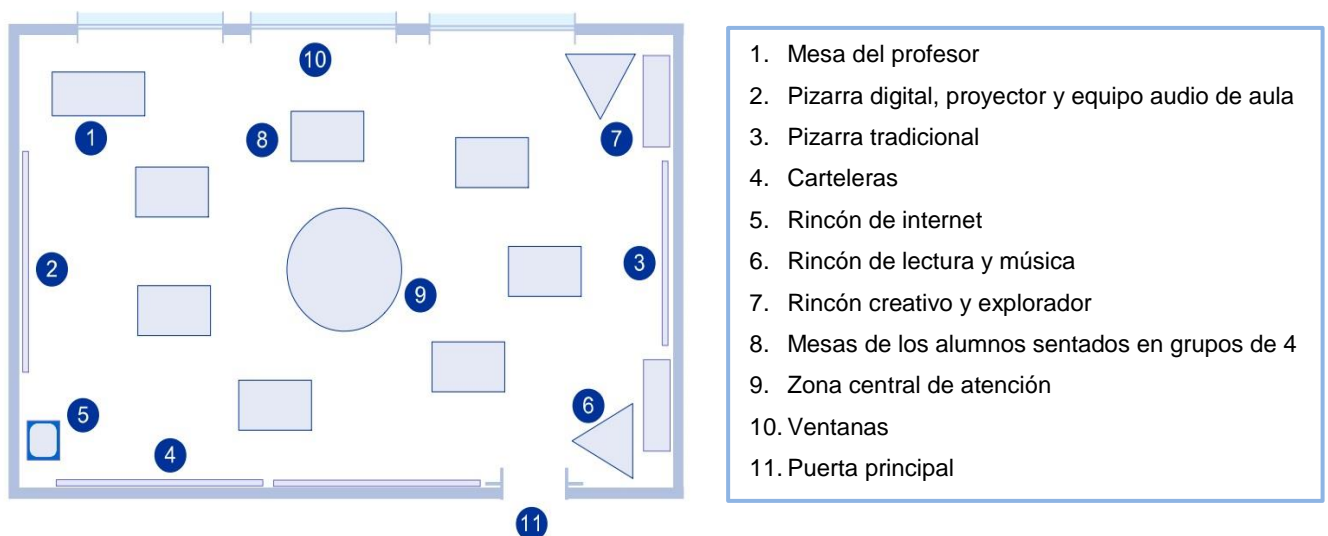 10
1
8
7
2
3
9
5
6
4
11
1. Mesa del profesor
2. Pizarra digital, proyector y equipo audio de aula
3. Pizarra tradicional
4. Carteleras
5. Rincón de internet
6. Rincón de lectura y música
7. Rincón creativo y explorador
8. Mesas de los alumnos sentados en grupos de 4
9. Zona central de atención
10. Ventanas
11. Puerta principal